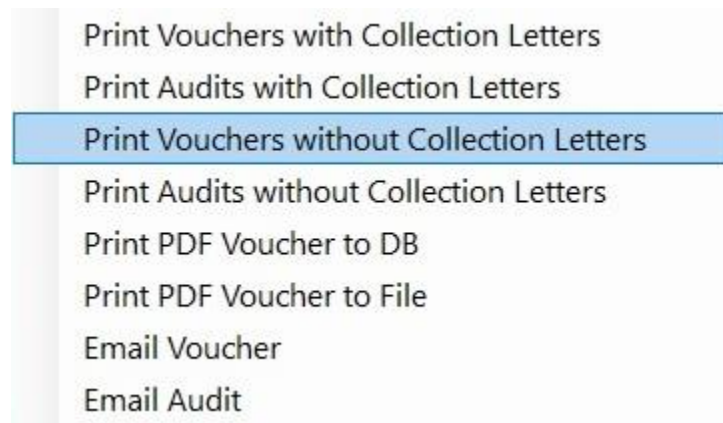 Print Vouchers with Collection Letters
Print Audits with Collection Letters
Print Vouchers without Collection Letters
Print Audits without Collection Letters
Print PDF Voucher to DB
Print PDF Voucher to File
Email Voucher
Email Audit